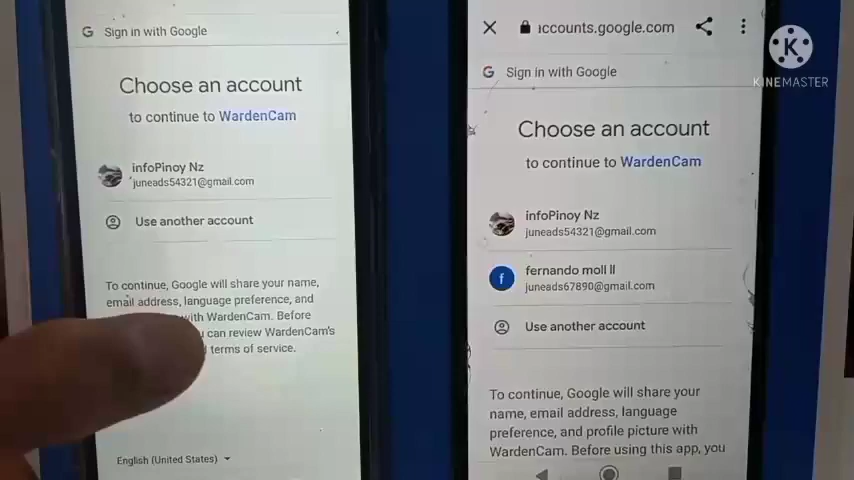 Sign in with Google
Choose an account
to continue to WardenCam
infoPinoy Nz
juneads54321@gmail.com
Use another account
To continue, Google will share your name,
email address, language preference, and
with WardenCam. Before
can review WardenCam's
terms of service.
English (United States)
ccounts.google.com
Sign in with Google
Choose an account
to continue to WardenCam
infoPinoy Nz
juneads54321@gmail.com
f
fernando moll ll
juneads67890@gmail.com
Use another account
To continue, Google will share your
name, email address, language
preference, and profile picture with
WardenCam. Before using this app, you
K
KINEMASTER